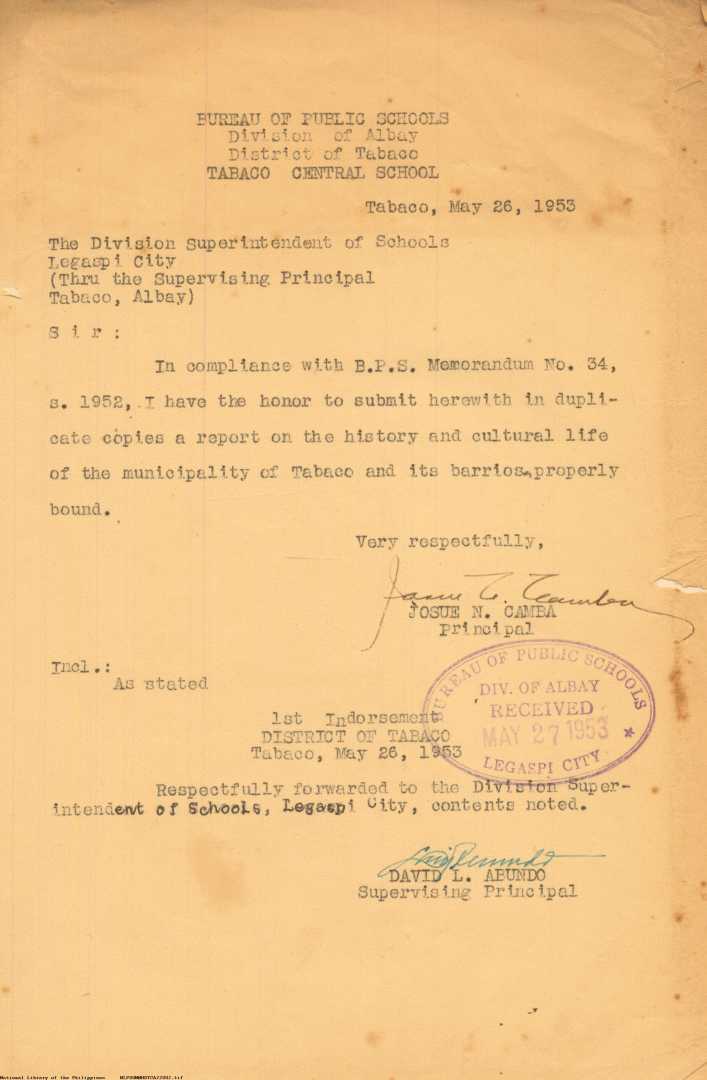 BUREAU OF PUBLIC SCHOOLS
Division of Albay
District of Tabaco
TABACO CENTRAL SCHOOL
Tabaco, May 26, 1953
The Division Superintendent of Schools
Legaspi City
(Thru the Supervising Principal
Tabaco, Albay)
S i r :
In compliance with B.P.S. Memorandum No. 34,
s. 1952, I have the honor to submit herewith in dupli-
cate copies a report on the history and cultural life
of the municipality of Tabaco and its barrios, properly
bound.
Very respectfully,
JOSUE N. CAMBA
Principal
Incl.:
As stated
BUREAU OF PUBLIC SCHOOLS
DIV. OF ALBAY
RECEIVED
MAY 27 1953
LEGASPI CITY
1st Indorsement
DISTRICT OF TABACO
Tabaco, May 26, 1953
Respectfully forwarded to the Division Super-
intendent of Schools, Legaspi City, contents noted.
DAVID L. ABUNDO
Supervising Principal
National Library of the Philippines